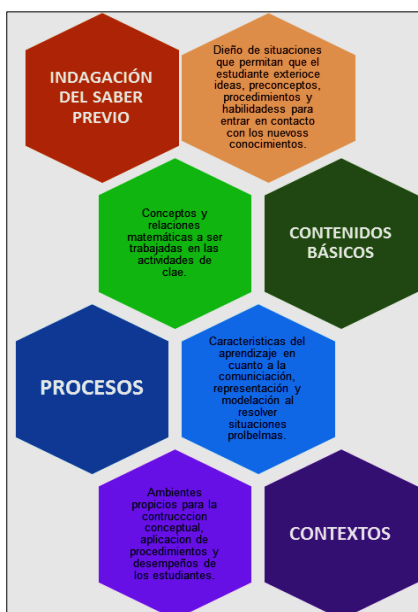 INDAGACIÓN
DEL SABER
PREVIO
Dieño de situaciones
que permitan que el
estudiante exterioce
ideas, preconceptos,
procedimientos y
habilidadess para
entrar en contacto
con los nuevoss
conocimientos.
Conceptos y
relaciones
matemáticas a ser
trabajadas en las
actividades de
clae.
CONTENIDOS
BÁSICOS
PROCESOS
Caracteristicas del
aprendizaje en
cuanto a la
comuniciación,
representación y
modelación al
resolver
situaciones
probelmas.
Ambientes
propicios para la
contrucccion
conceptual,
aplicacion de
procedimientos y
desempeños de
los estudiantes.
CONTEXTOS